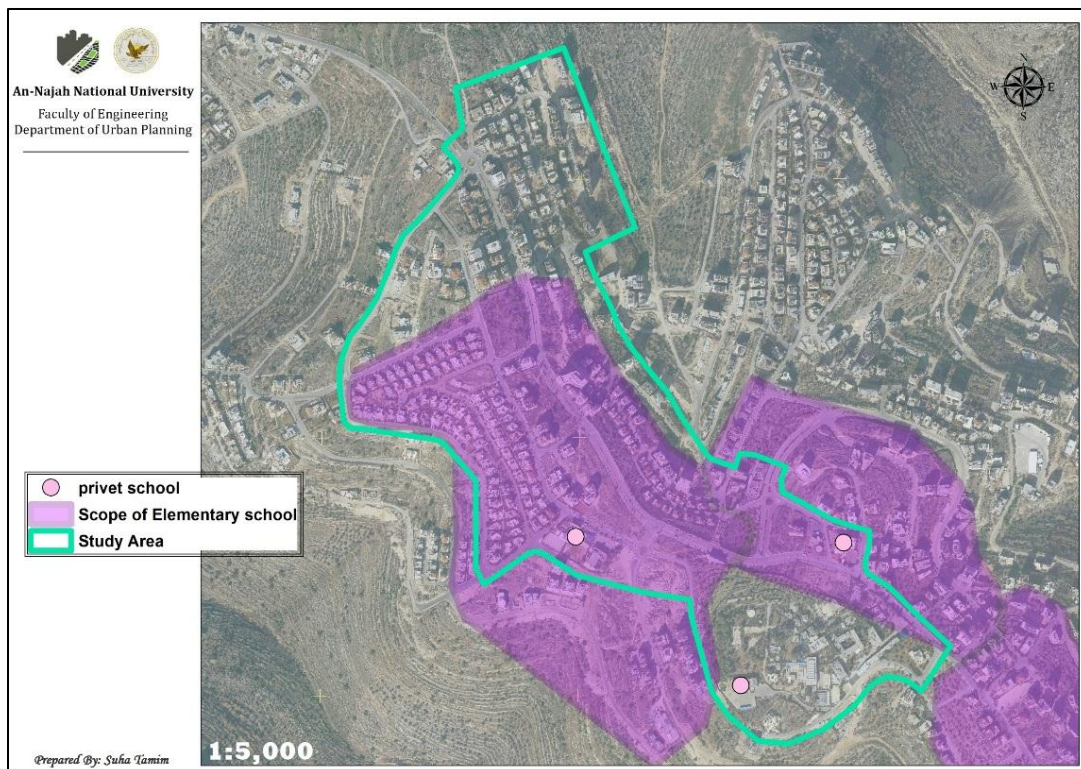 An-Najah National University
Faculty of Engineering
Department of Urban Planning
N
W E
S
privet school
Scope of Elementary school
Study Area
Prepared By: Suha Tamim
1:5,000